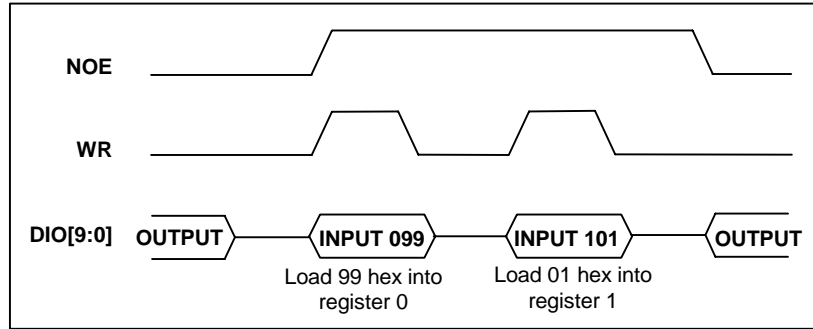 NOE
WR
DIO[9:0] OUTPUT INPUT 099 INPUT 101 OUTPUT
Load 99 hex into Load 01 hex into
register 0 register 1